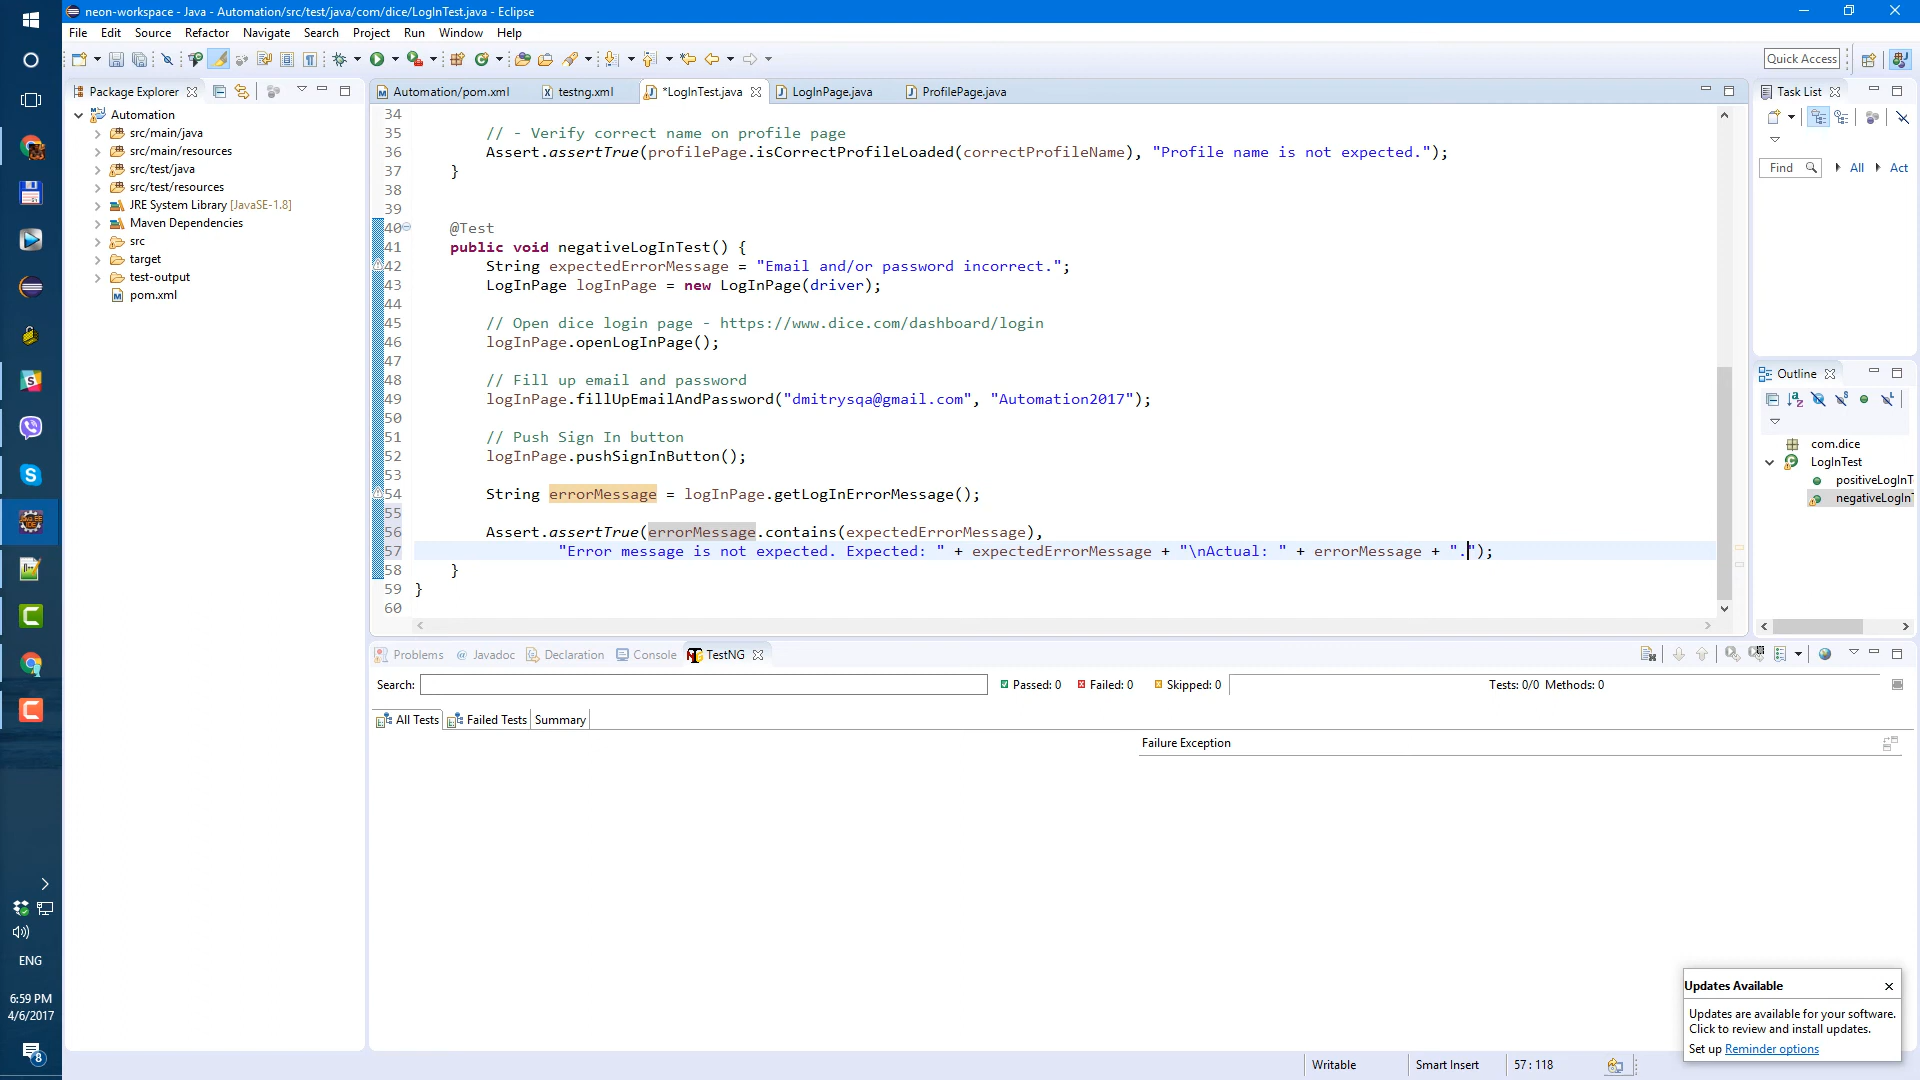 neon-workspace - Java - Automation/src/test/java/com/dice/LogInTest.java - Eclipse
File Edit Source Refactor Navigate Search Project Run Window Help
Quick Access
Package Explorer
Automation
src/main/java
src/main/resources
src/test/java
src/test/resources
JRE System Library [JavaSE-1.8]
Maven Dependencies
src
target
test-output
pom.xml
Automation/pom.xml testng.xml *LogInTest.java LogInPage.java ProfilePage.java
34
35 // - Verify correct name on profile page
36 Assert.assertTrue(profilePage.isCorrectProfileLoaded(correctProfileName), "Profile name is not expected.");
37 }
38
39
40 @Test
41 public void negativeLogInTest() {
42 String expectedErrorMessage = "Email and/or password incorrect.";
43 LogInPage logInPage = new LogInPage(driver);
44
45 // Open dice login page - https://www.dice.com/dashboard/login
46 logInPage.openLogInPage();
47
48 // Fill up email and password
49 logInPage.fillUpEmailAndPassword("dmitrysqa@gmail.com", "Automation2017");
50
51 // Push Sign In button
52 logInPage.pushSignInButton();
53
54 String errorMessage = logInPage.getLogInErrorMessage();
55
56 Assert.assertTrue(errorMessage.contains(expectedErrorMessage),
57 "Error message is not expected. Expected: " + expectedErrorMessage + "\nActual: " + errorMessage + ".");
58 }
59 }
60
Task List
Find All Act
Outline
com.dice
LogInTest
positiveLogInT
negativeLogInT
Problems Javadoc Declaration Console TestNG
Search: Passed: 0 Failed: 0 Skipped: 0 Tests: 0/0 Methods: 0
All Tests Failed Tests Summary
Failure Exception
Updates Available
Updates are available for your software.
Click to review and install updates.
Set up Reminder options
Writable Smart Insert 57 : 118
ENG
6:59 PM
4/6/2017
8